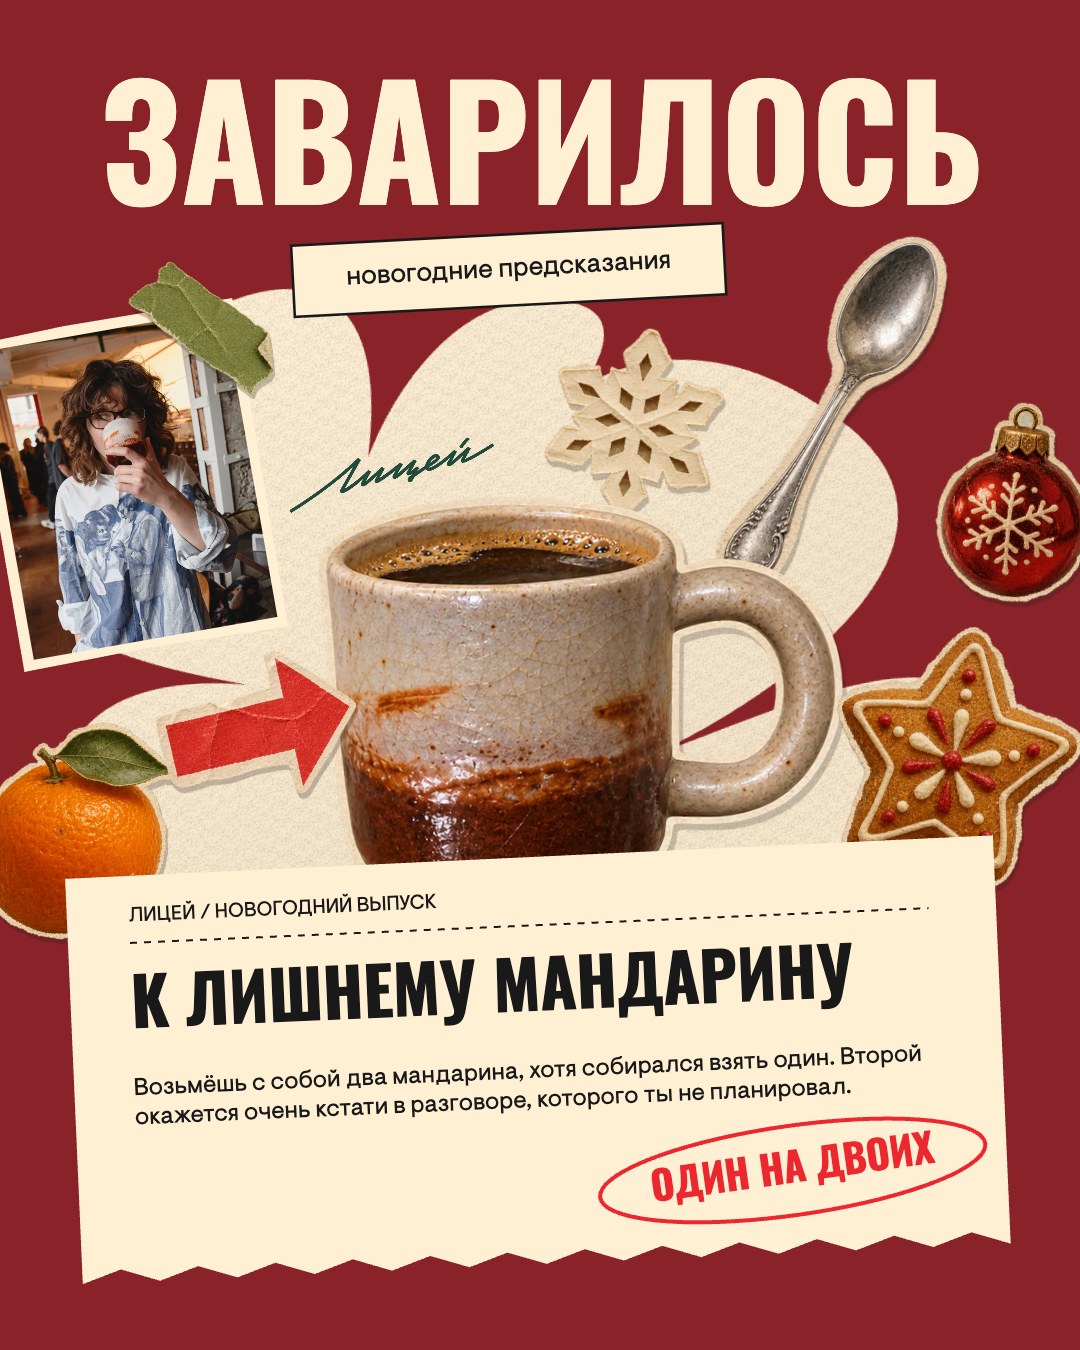 ЗАВАРИЛОСЬ
новогодние предсказания
Лицей
ЛИЦЕЙ / НОВОГОДНИЙ ВЫПУСК
К ЛИШНЕМУ МАНДАРИНУ
Возьмёшь с собой два мандарина, хотя собирался взять один. Второй
окажется очень кстати в разговоре, которого ты не планировал.
ОДИН НА ДВОИХ